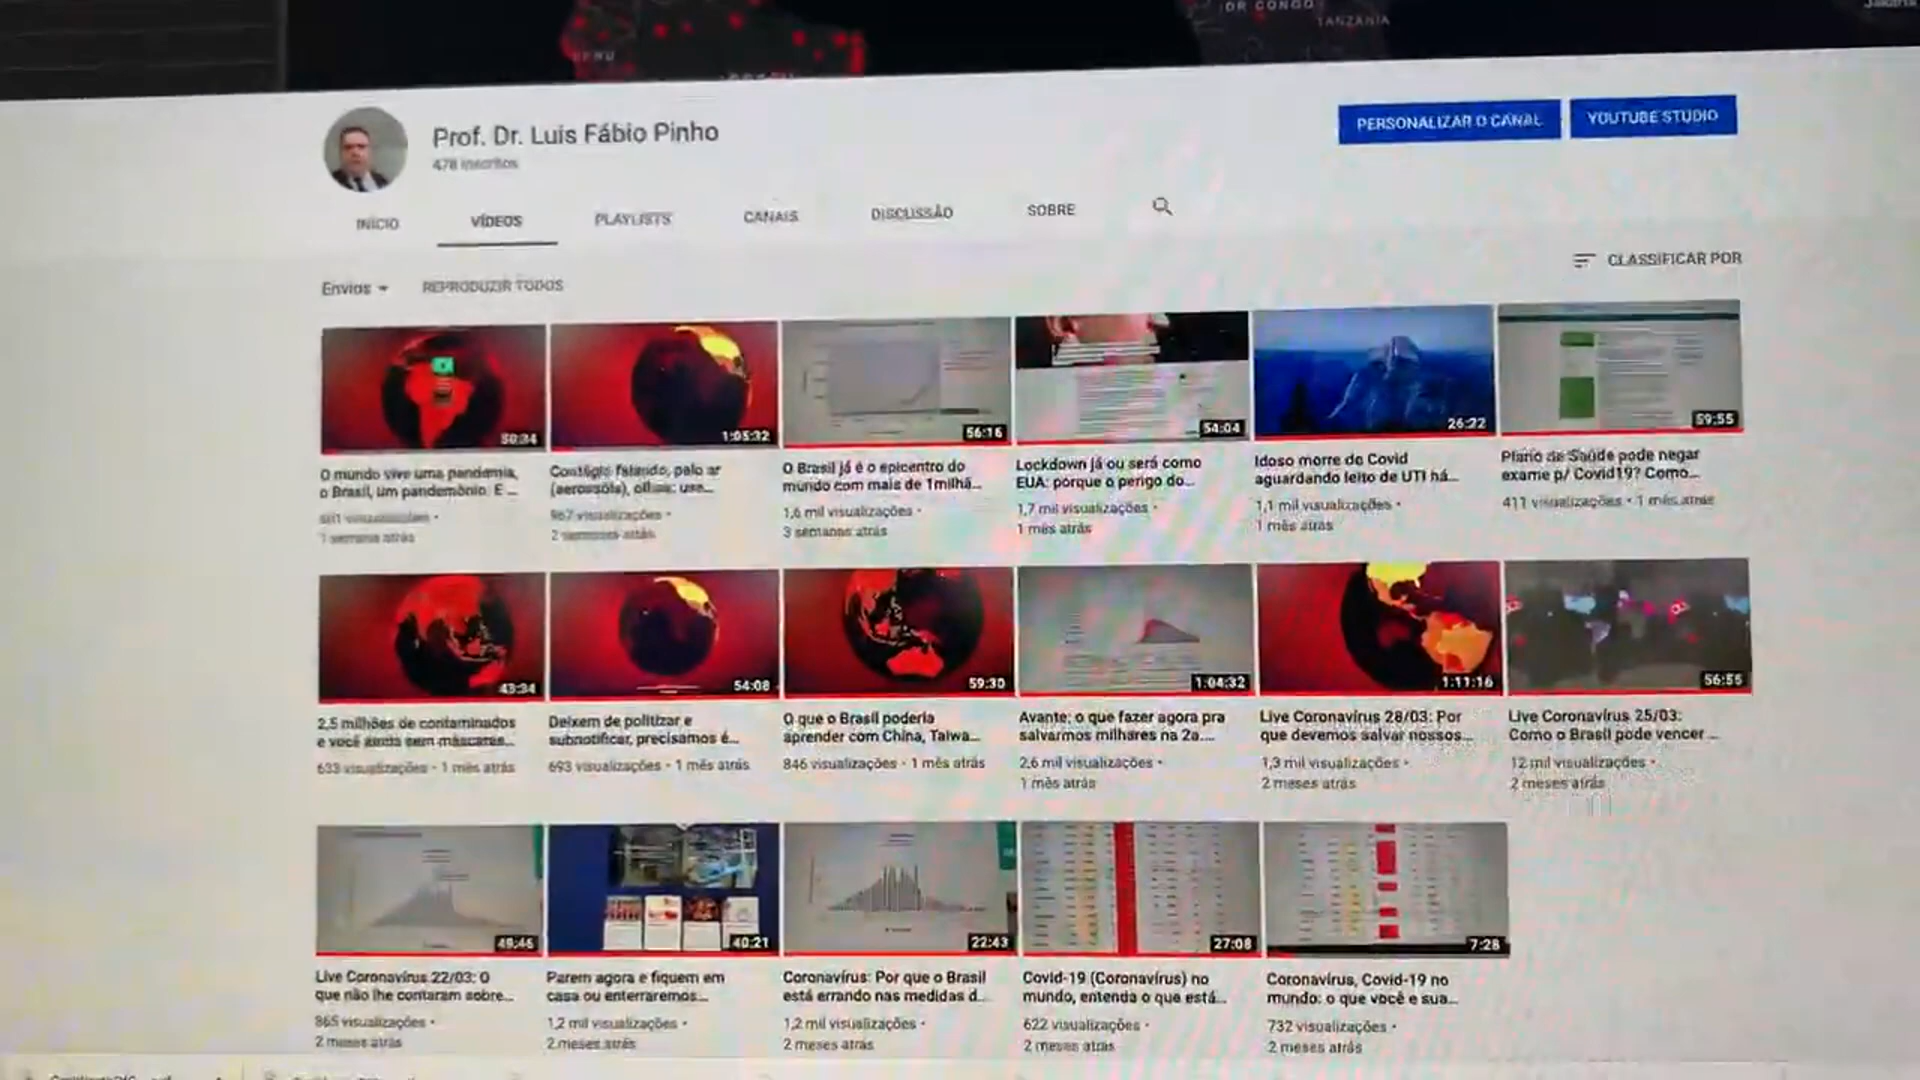 DR CONGO
TANZANIA
PERU
Prof. Dr. Luis Fábio Pinho
478 inscritos
PERSONALIZAR O CANAL
YOUTUBE STUDIO
INÍCIO
VÍDEOS
PLAYLISTS
CANAIS
DISCUSSÃO
SOBRE
Envios
REPRODUZIR TODOS
CLASSIFICAR POR
50:34
1:05:32
56:16
54:04
26:22
59:55
O mundo vive uma pandemia,
o Brasil, um pandemônio. E ...
1 semana atrás
Contágio falando, pelo ar
(aerossóis), olhos: use...
967 visualizações •
2 semanas atrás
O Brasil já é o epicentro do
mundo com mais de 1milhã...
1,6 mil visualizações •
3 semanas atrás
Lockdown já ou será como
EUA: porque o perigo do...
1,7 mil visualizações •
1 mês atrás
Idoso morre de Covid
aguardando leito de UTI há...
1,1 mil visualizações •
1 mês atrás
Plano de Saúde pode negar
exame p/ Covid19? Como...
411 visualizações • 1 mês atrás
43:34
54:08
59:30
1:04:32
1:11:16
56:55
2,5 milhões de contaminados
e você ainda sem máscaras...
633 visualizações • 1 mês atrás
Deixem de politizar e
subnotificar, precisamos é...
693 visualizações • 1 mês atrás
O que o Brasil poderia
aprender com China, Taiwa...
846 visualizações • 1 mês atrás
Avante: o que fazer agora pra
salvarmos milhares na 2a....
2,6 mil visualizações •
1 mês atrás
Live Coronavírus 28/03: Por
que devemos salvar nossos...
1,3 mil visualizações •
2 meses atrás
Live Coronavírus 25/03:
Como o Brasil pode vencer ...
12 mil visualizações •
2 meses atrás
49:46
40:21
22:43
27:08
7:28
Live Coronavírus 22/03: O
que não lhe contaram sobre...
865 visualizações •
2 meses atrás
Parem agora e fiquem em
casa ou enterraremos...
1,2 mil visualizações •
2 meses atrás
Coronavírus: Por que o Brasil
está errando nas medidas d...
1,2 mil visualizações •
2 meses atrás
Covid-19 (Coronavírus) no
mundo, entenda o que está...
622 visualizações •
2 meses atrás
Coronavírus, Covid-19 no
mundo: o que você e sua...
732 visualizações •
2 meses atrás